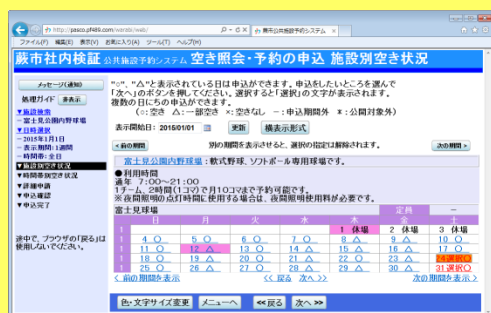 http://pasco.pf489.com/warabi/web/
蕨市公共施設予約システム
ファイル(F) 編集(E) 表示(V) お気に入り(A) ツール(T) ヘルプ(H)
蕨市社内検証 公共施設予約システム 空き照会・予約の申込 施設別空き状況
メッセージ(通知)
処理ガイド 非表示
▼施設検索
－富士見公園内野球場
▼日時選択
－2015年1月1日
－表示期間:1週間
－時間帯:全日
▼施設別空き状況
▼時間帯別空き状況
▼詳細申請
▼申込確認
▼申込完了
途中で、ブラウザの「戻る」は
使用しないでください。
"○"、"△"と表示されている日は申込ができます。申込をしたいところを選んで
「次へ」のボタンを押してください。選択すると「選択」の文字が表示されます。
複数の日にちの申込ができます。
(○:空き △:一部空き ×:空きなし －:申込期間外 *:公開対象外)
表示開始日: 2015/01/01 更新 横表示形式
<前の期間 別の期間を表示させると、選択の指定は解除されます。 次の期間>
富士見公園内野球場:軟式野球、ソフトボール専用球場です。
●利用時間
通年 7:00～21:00
1チーム、2時間(1コマ)で月10コマまで予約可能です。
※夜間照明の点灯時間に使用する場合は、夜間照明使用料が必要です。
富士見球場 定員 －
日 月 火 水 木 金 土
1 1 休場 2 休場 3 休場
1 4 ○ 5 ○ 6 ○ 7 ○ 8 △ 9 △ 10 ○
1 11 ○ 12 △ 13 ○ 14 △ 15 △ 16 △ 17 ○
1 18 ○ 19 △ 20 ○ 21 △ 22 ○ 23 △ 24選択○
1 25 ○ 26 △ 27 ○ 28 △ 29 △ 30 △ 31選択○
< 前の期間を表示 << 戻る 次へ >> 次の期間を表示 >
色・文字サイズ変更 メニューへ <<戻る 次へ>>